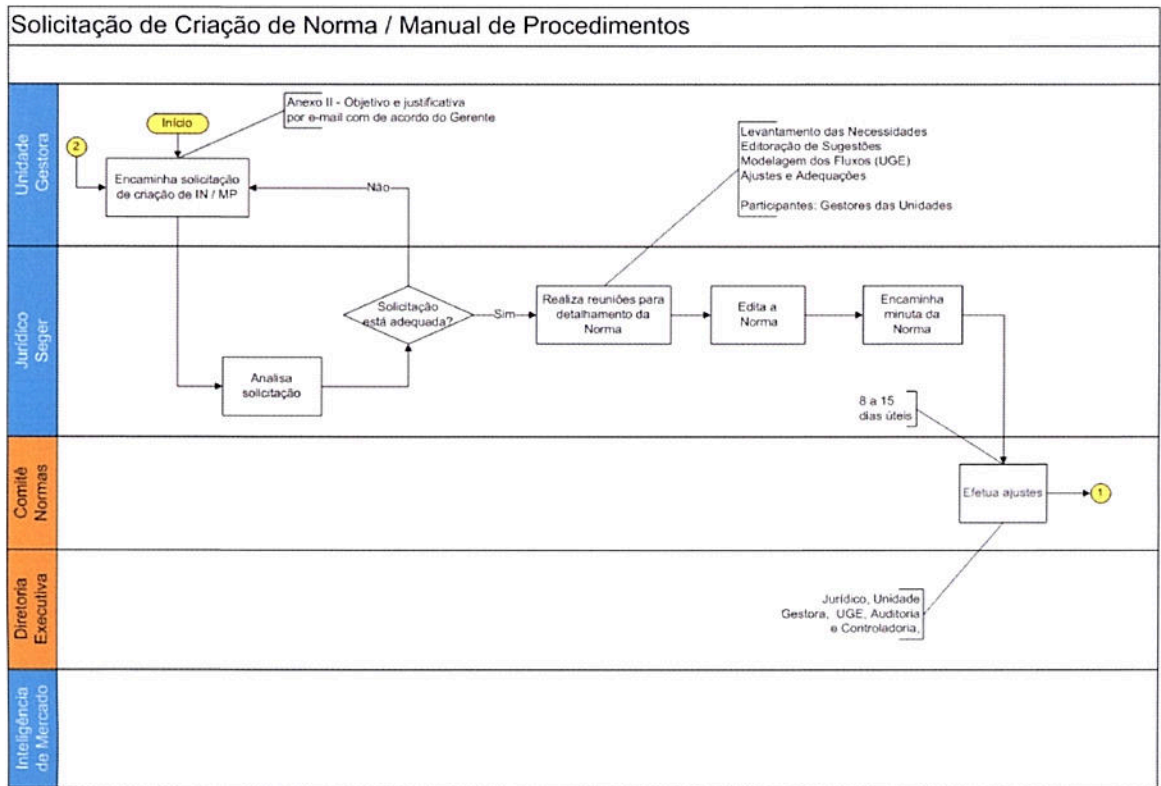 Solicitação de Criação de Norma / Manual de Procedimentos
Unidade
Gestora
Início
2
Anexo II - Objetivo e justificativa
por e-mail com de acordo do Gerente
Encaminha solicitação
de criação de IN / MP
Não
Levantamento das Necessidades
Editoração de Sugestões
Modelagem dos Fluxos (UGE)
Ajustes e Adequações
Participantes: Gestores das Unidades
Jurídico
Seger
Solicitação
está adequada?
Sim
Realiza reuniões para
detalhamento da
Norma
Edita a
Norma
Encaminha
minuta da
Norma
Analisa
solicitação
8 a 15
dias úteis
Comitê
Normas
Efetua ajustes
1
Diretoria
Executiva
Jurídico, Unidade
Gestora, UGE, Auditoria
e Controladoria,
Inteligência
de Mercado